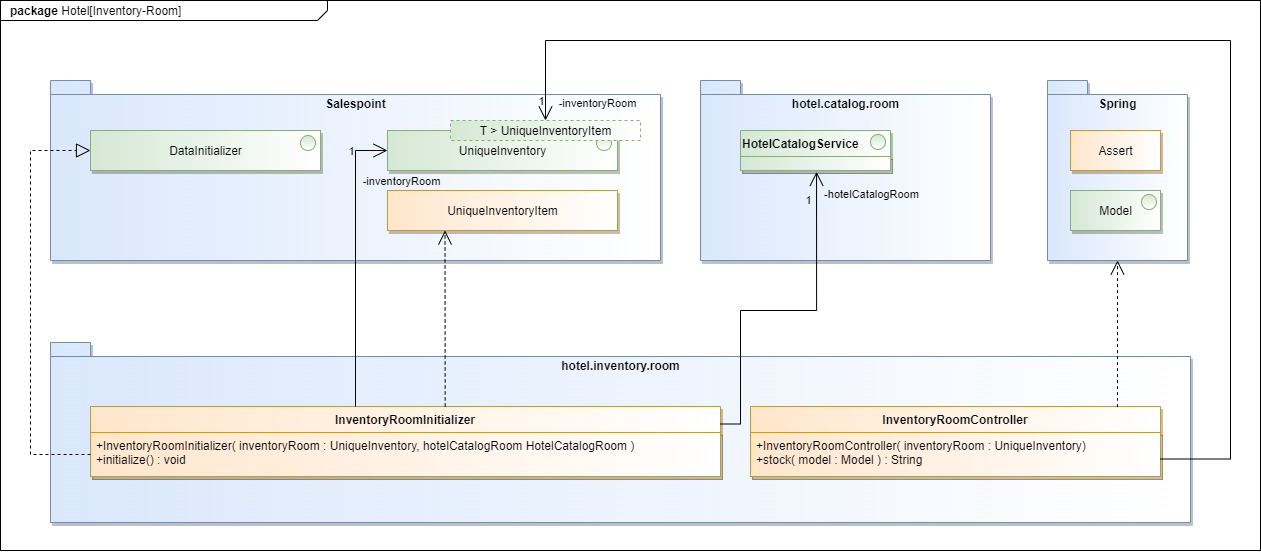 package Hotel[Inventory-Room]
Salespoint
hotel.catalog.room
Spring
1
-inventoryRoom
T > UniqueInventoryItem
DataInitializer
1
UniqueInventory
HotelCatalogService
Assert
-inventoryRoom
UniqueInventoryItem
1
-hotelCatalogRoom
Model
hotel.inventory.room
InventoryRoomInitializer
+InventoryRoomInitializer( inventoryRoom : UniqueInventory, hotelCatalogRoom HotelCatalogRoom )
+initialize() : void
InventoryRoomController
+InventoryRoomController( inventoryRoom : UniqueInventory)
+stock( model : Model ) : String